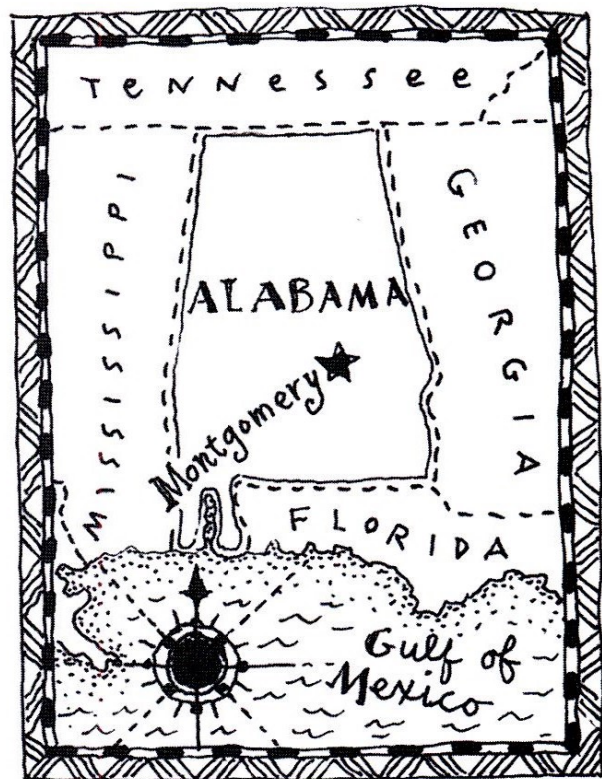 TeNNessee
MISSISSIPPI
GEORGIA
ALABAMA
Montgomery
FLORIDA
Gulf of
Mexico